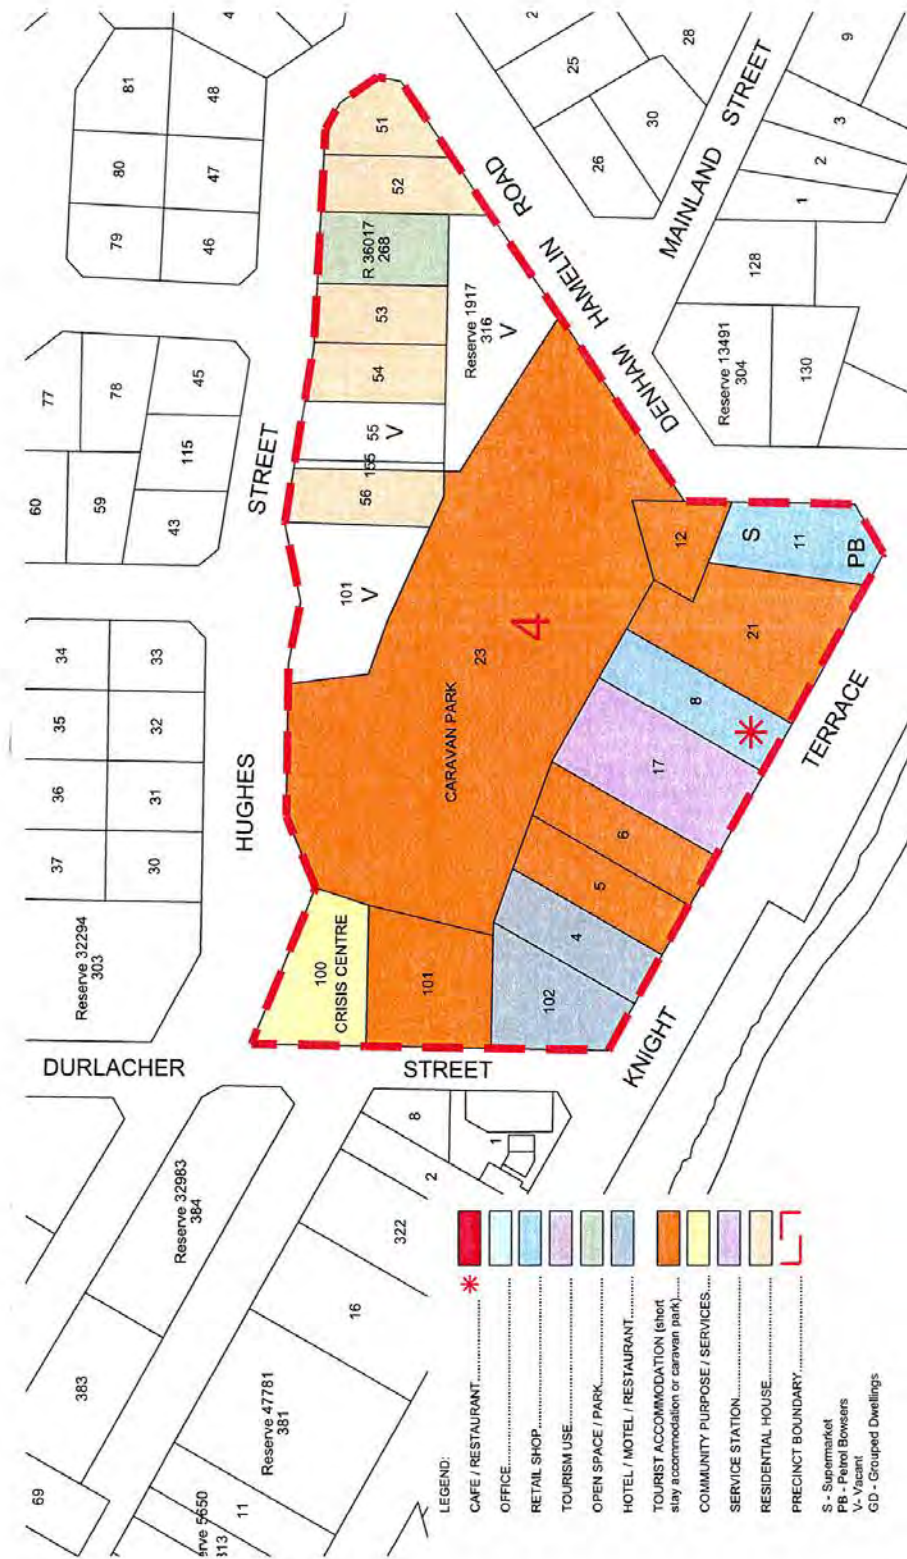 81
48
4
80
47
79
46
77
78
45
60
59
115
43
34
33
35
32
36
31
37
30
Reserve 32294
303
STREET
HUGHES
DURLACHER
STREET
51
52
R 36017
268
53
54
55
V
155
56
101
V
Reserve 1917
316
V
CARAVAN PARK
23
4
12
S
11
PB
21
8
17
6
5
4
102
101
100
CRISIS CENTRE
ROAD
HAMELIN
DENHAM
MAINLAND STREET
KNIGHT
TERRACE
2
25
28
30
26
9
3
2
1
128
Reserve 13491
304
130
Reserve 32983
384
383
69
8
1
2
322
16
Reserve 47781
381
11
rve 5650
313
LEGEND:
CAFE / RESTAURANT
OFFICE
RETAIL SHOP
TOURISM USE
OPEN SPACE / PARK
HOTEL / MOTEL / RESTAURANT
TOURIST ACCOMMODATION (short
stay accommodation or caravan park)
COMMUNITY PURPOSE / SERVICES
SERVICE STATION
RESIDENTIAL HOUSE
PRECINCT BOUNDARY
S - Supermarket
PB - Petrol Bowsers
V- Vacant
GD - Grouped Dwellings